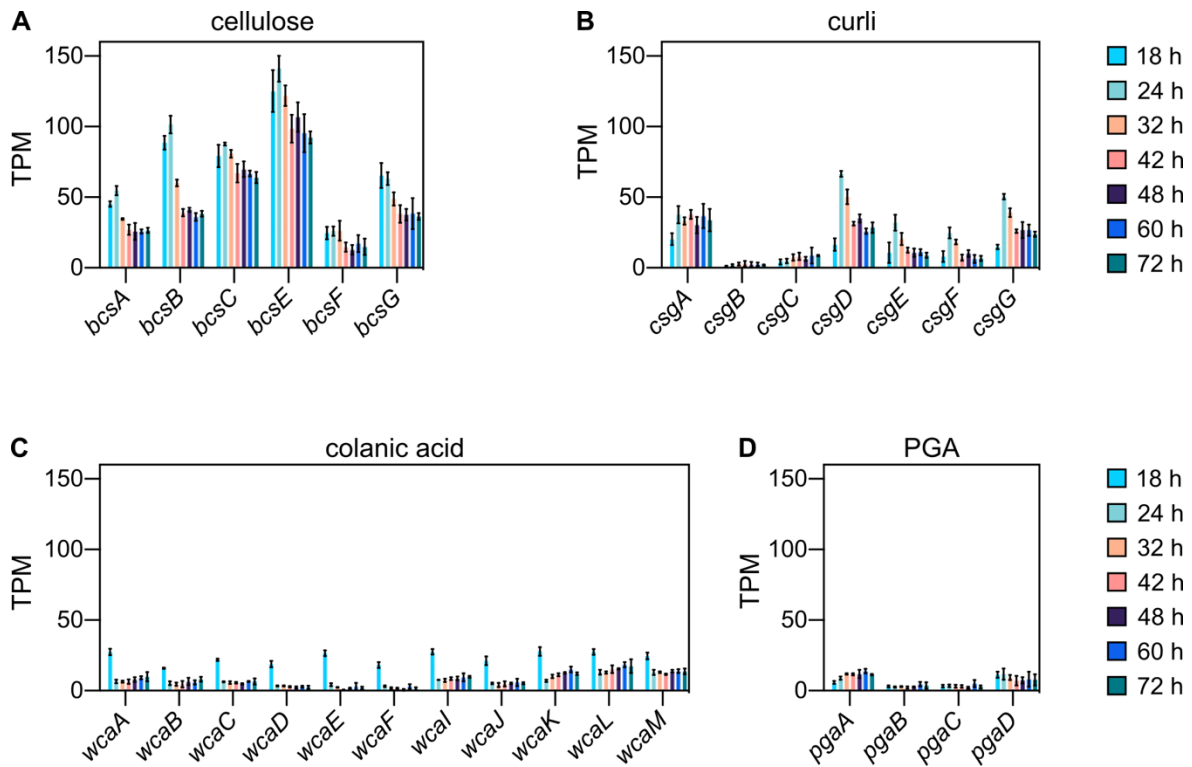 A cellulose
150
100
50
0
TPM
bcsA bcsB bcsC bcsE bcsF bcsG
B curli
150
100
50
0
TPM
csgA csgB csgC csgD csgE csgF csgG
18 h
24 h
32 h
42 h
48 h
60 h
72 h
C colanic acid
150
100
50
0
TPM
wcaA wcaB wcaC wcaD wcaE wcaF wcaI wcaJ wcaK wcaL wcaM
D PGA
150
100
50
0
TPM
pgaA pgaB pgaC pgaD
18 h
24 h
32 h
42 h
48 h
60 h
72 h